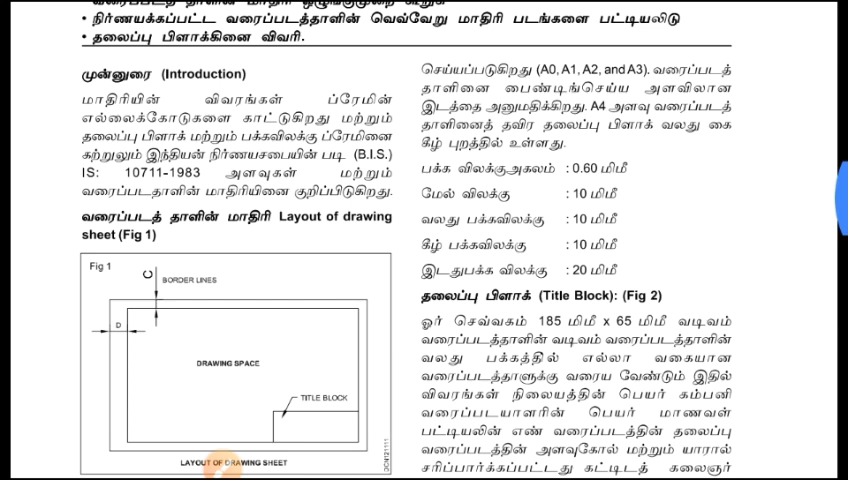 • நிர்ணயக்கப்பட்ட வரைப்படத்தாளின் வெவ்வேறு மாதிரி படங்களை பட்டியலிடு
• தலைப்பு பிளாக்கினை விவரி.
முன்னுரை (Introduction)
மாதிரியின் விவரங்கள் ப்ரேமின்
எல்லைக்கோடுகளை காட்டுகிறது மற்றும்
தலைப்பு பிளாக் மற்றும் பக்கவிலக்கு ப்ரேமினை
சுற்றுலும் இந்தியன் நிர்ணயசபையின் படி (B.I.S.)
IS: 10711-1983 அளவுகள் மற்றும்
வரைப்படதாளின் மாதிரியினை குறிப்பிடுகிறது.
வரைப்படத் தாளின் மாதிரி Layout of drawing
sheet (Fig 1)
Fig 1
C
BORDER LINES
D
DRAWING SPACE
TITLE BLOCK
LAYOUT OF DRAWING SHEET
DCN121111
செய்யப்படுகிறது (A0, A1, A2, and A3). வரைப்படத்
தாளினை பைண்டிங்செய்ய அளவிலான
இடத்தை அனுமதிக்கிறது. A4 அளவு வரைப்படத்
தாளினைத் தவிர தலைப்பு பிளாக் வலது கை
கீழ் புறத்தில் உள்ளது.
பக்க விலக்குஅகலம் : 0.60 மிமீ
மேல் விலக்கு : 10 மிமீ
வலது பக்கவிலக்கு : 10 மிமீ
கீழ் பக்கவிலக்கு : 10 மிமீ
இடதுபக்க விலக்கு : 20 மிமீ
தலைப்பு பிளாக் (Title Block): (Fig 2)
ஓர் செவ்வகம் 185 மிமீ x 65 மிமீ வடிவம்
வரைப்படத்தாளின் வடிவம் வரைப்படத்தாளின்
வலது பக்கத்தில் எல்லா வகையான
வரைப்படத்தாளுக்கு வரைய வேண்டும் இதில்
விவரங்கள் நிலையத்தின் பெயர் கம்பனி
வரைப்படயாளரின் பெயர் மாணவள்
பட்டியலின் எண் வரைப்படத்தின் தலைப்பு
வரைப்படத்தின் அளவுகோல் மற்றும் யாரால்
சரிப்பார்க்கப்பட்டது கட்டிடத் கலைஞர்